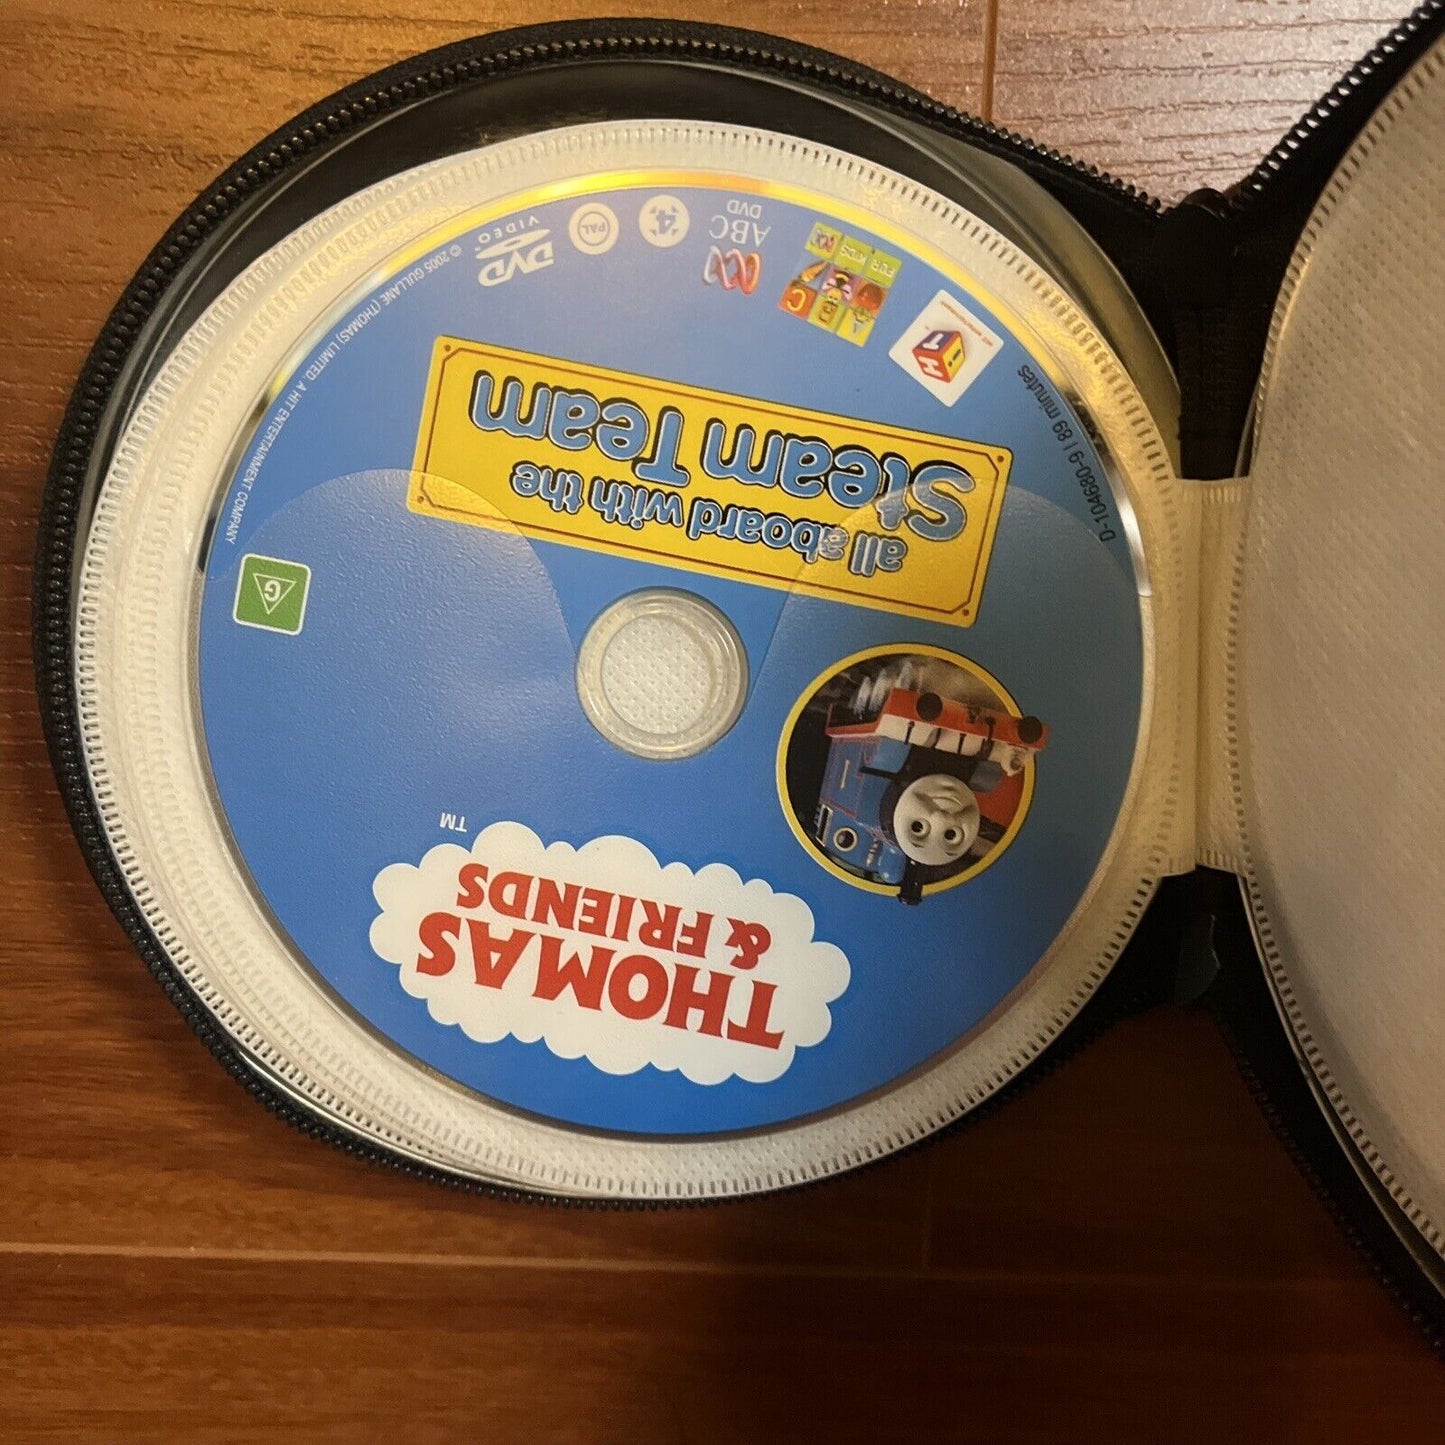 THOMAS
& FRIENDS
TM
G
all aboard with the
Steam Team
D-104680-9 | 89 minutes
© 2005 GULLANE (THOMAS) LIMITED. A HIT ENTERTAINMENT COMPANY
HiT
FOR KIDS
ABC
DVD
4
PAL
DVD
VIDEO